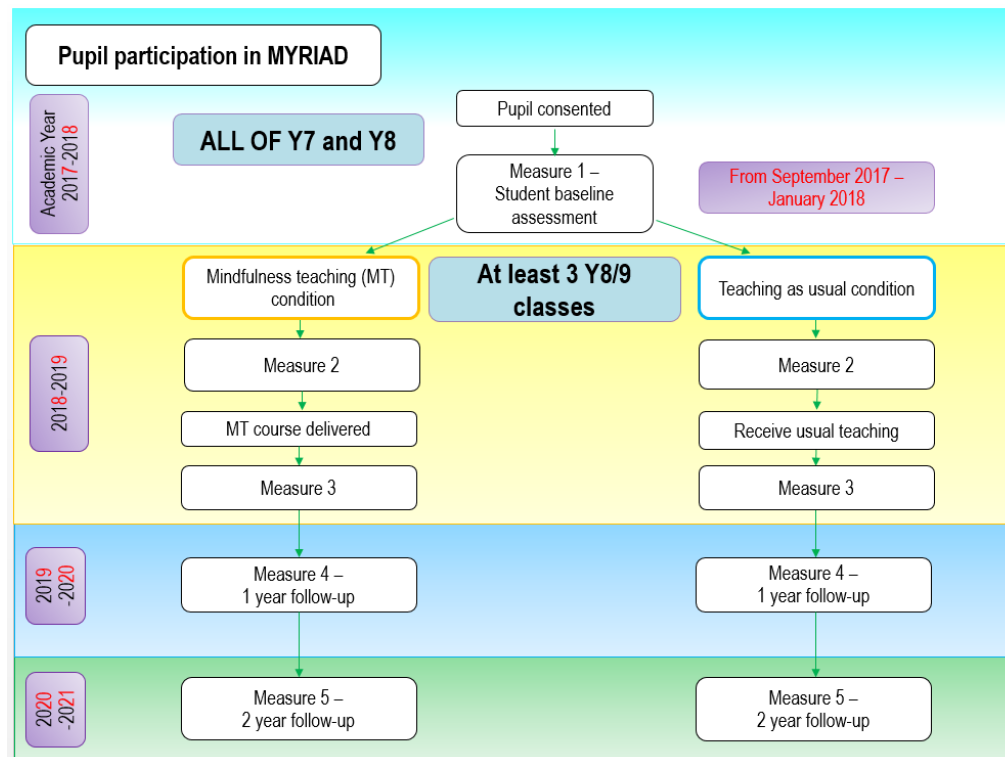 Pupil participation in MYRIAD
Academic Year
2017-2018
ALL OF Y7 and Y8
Pupil consented
Measure 1 –
Student baseline
assessment
From September 2017 –
January 2018
2018-2019
Mindfulness teaching (MT)
condition
At least 3 Y8/9
classes
Teaching as usual condition
Measure 2
Measure 2
MT course delivered
Receive usual teaching
Measure 3
Measure 3
2019
-2020
Measure 4 –
1 year follow-up
Measure 4 –
1 year follow-up
2020
-2021
Measure 5 –
2 year follow-up
Measure 5 –
2 year follow-up